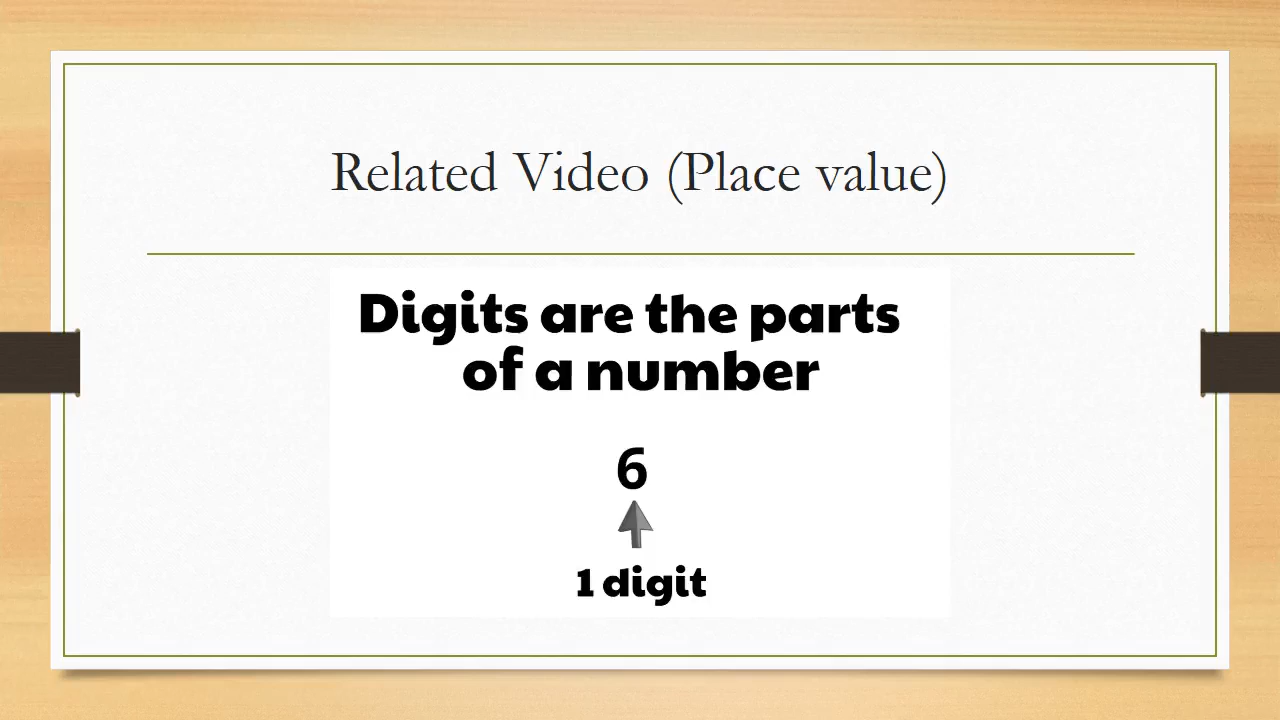 Related Video (Place value)
Digits are the parts
of a number
6
1 digit